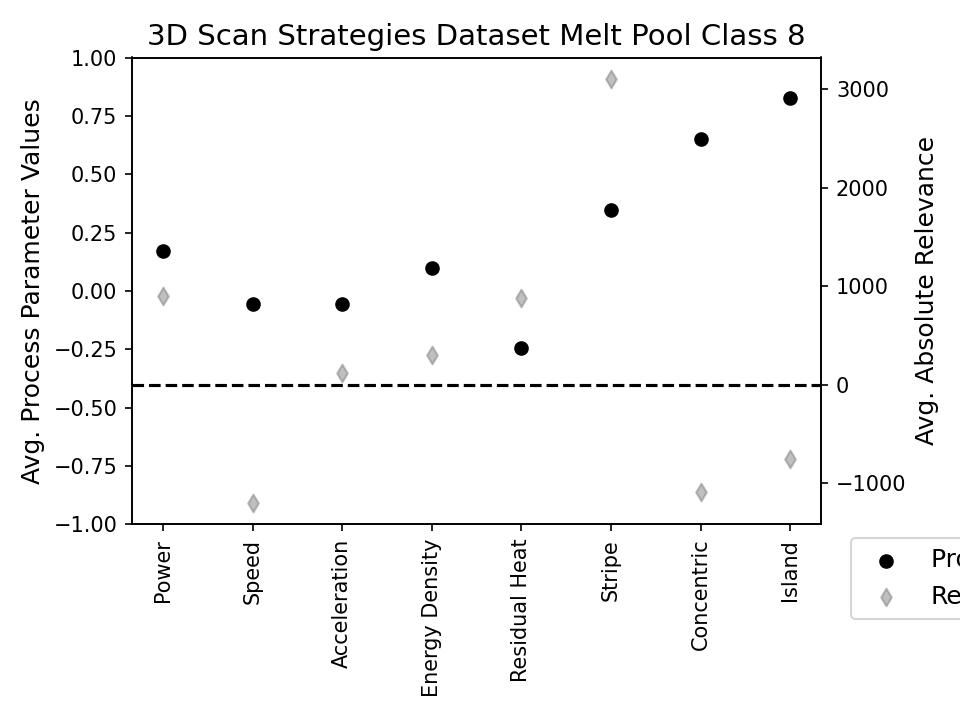 3D Scan Strategies Dataset Melt Pool Class 8
Avg. Process Parameter Values
1.00
0.75
0.50
0.25
0.00
−0.25
−0.50
−0.75
−1.00
3000
2000
1000
0
−1000
Avg. Absolute Relevance
Power
Speed
Acceleration
Energy Density
Residual Heat
Stripe
Concentric
Island